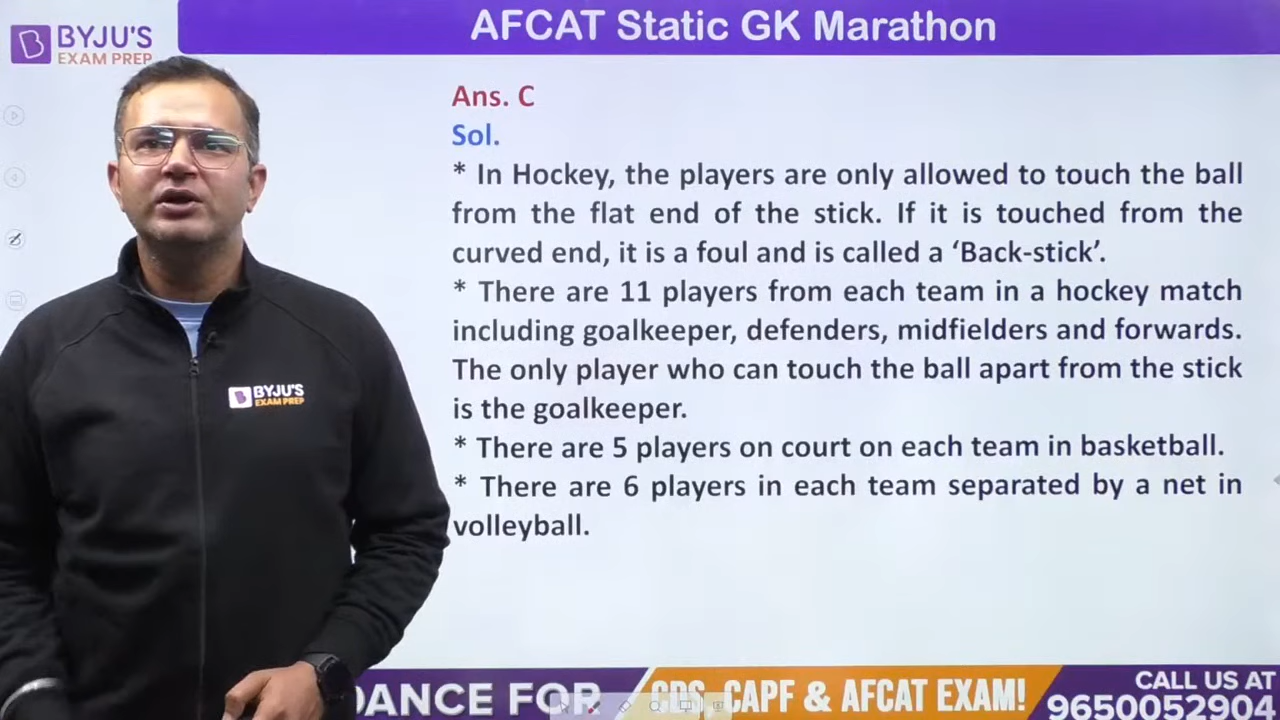 BYJU'S
EXAM PREP
AFCAT Static GK Marathon
Ans. C
Sol.
* In Hockey, the players are only allowed to touch the ball
from the flat end of the stick. If it is touched from the
curved end, it is a foul and is called a ‘Back-stick’.
* There are 11 players from each team in a hockey match
including goalkeeper, defenders, midfielders and forwards.
The only player who can touch the ball apart from the stick
is the goalkeeper.
* There are 5 players on court on each team in basketball.
* There are 6 players in each team separated by a net in
volleyball.
BYJU'S
EXAM PREP
DANCE FOR CDS, CAPF & AFCAT EXAM!
CALL US AT
9650052904